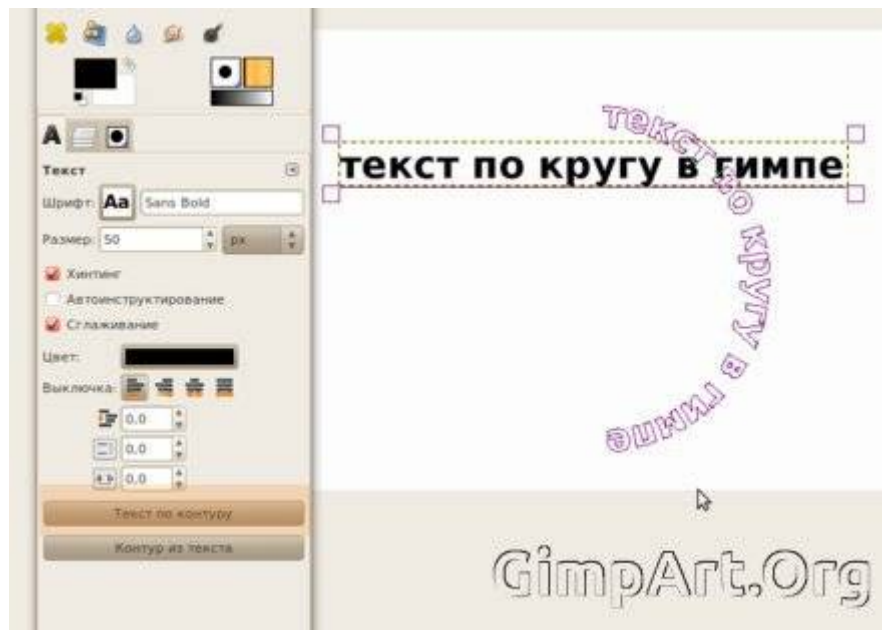 A
Текст
Шрифт: Aa Sans Bold
Размер: 50 px
Хинтинг
Автоинструктирование
Сглаживание
Цвет:
Выключка:
0,0
0,0
0,0
Текст по контуру
Контур из текста
текст по кругу в гимпе
текст по кругу в гимпе
GimpArt.Org